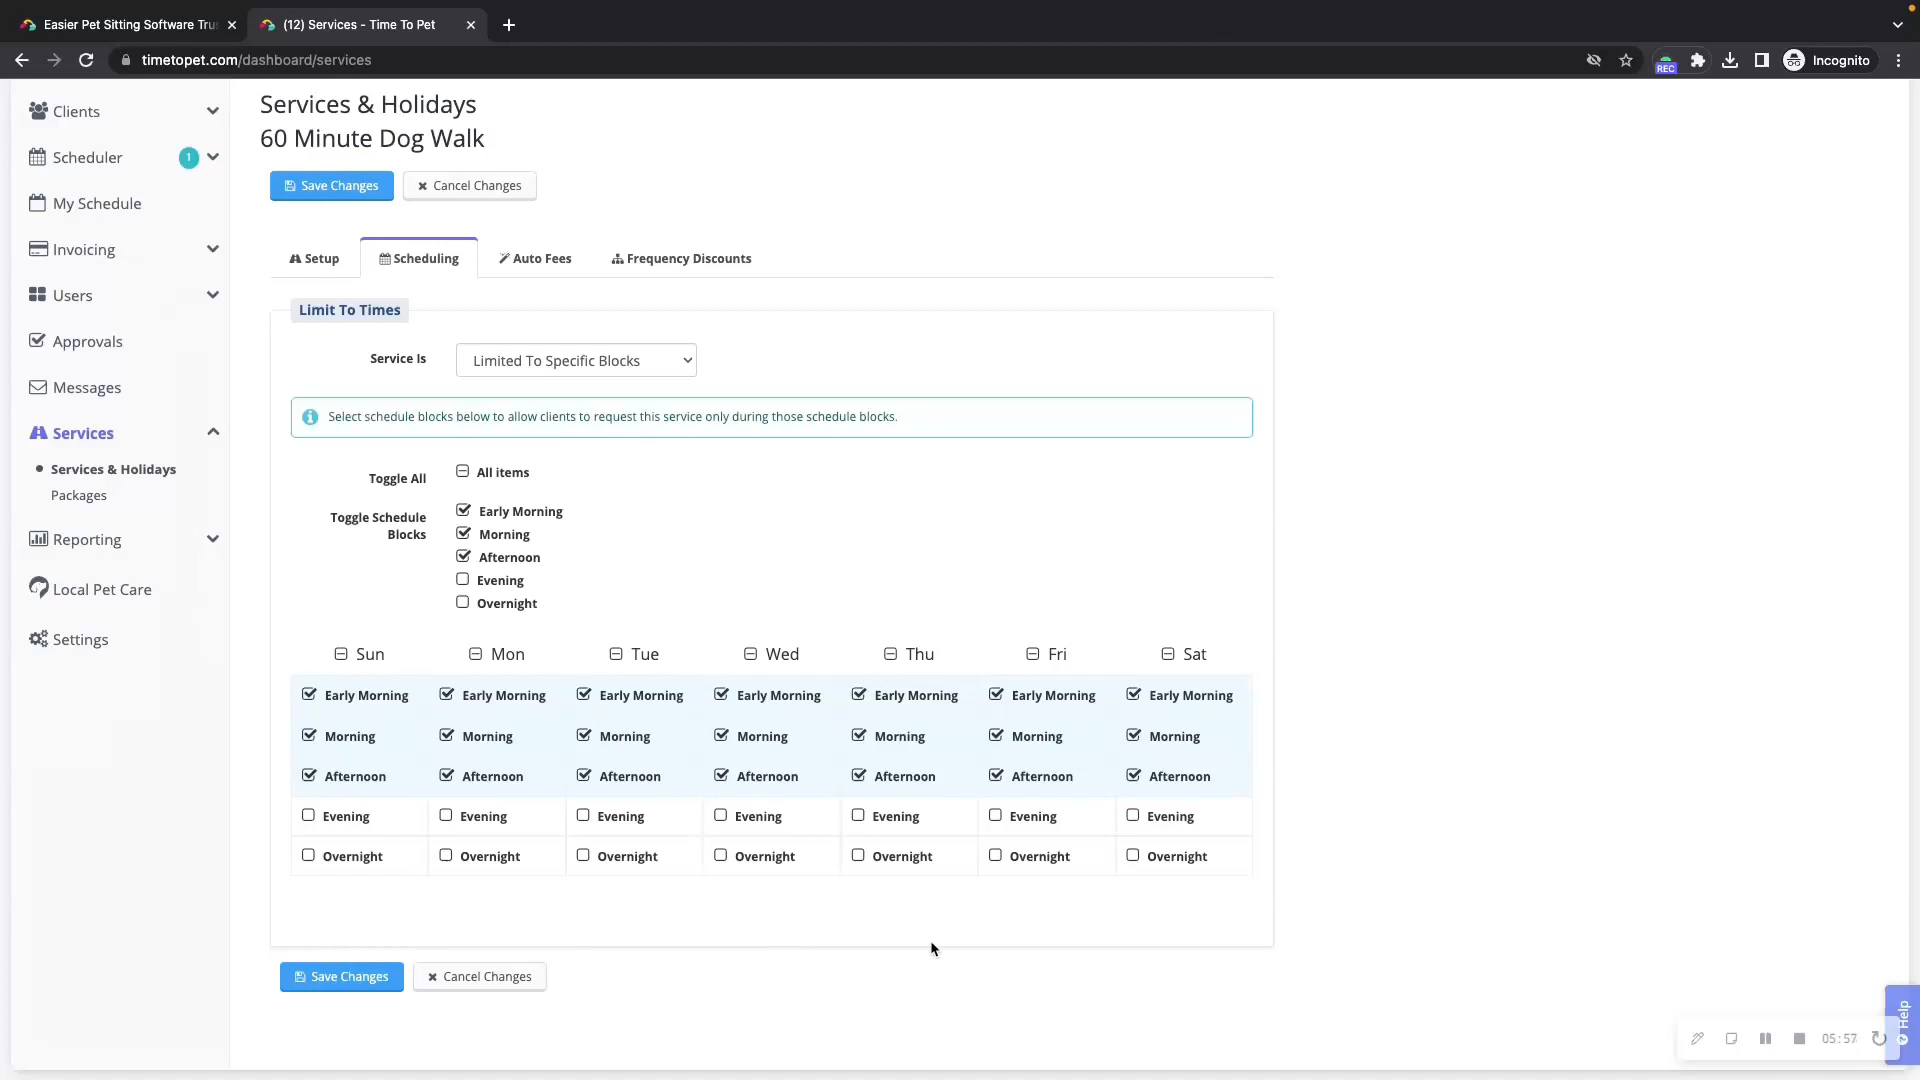 Easier Pet Sitting Software Tru
(12) Services - Time To Pet
timetopet.com/dashboard/services
REC
Incognito
Clients
Scheduler
1
My Schedule
Invoicing
Users
Approvals
Messages
Services
Services & Holidays
Packages
Reporting
Local Pet Care
Settings
Services & Holidays
60 Minute Dog Walk
Save Changes
Cancel Changes
Setup
Scheduling
Auto Fees
Frequency Discounts
Limit To Times
Service Is
Limited To Specific Blocks
Select schedule blocks below to allow clients to request this service only during those schedule blocks.
Toggle All
All items
Toggle Schedule
Blocks
Early Morning
Morning
Afternoon
Evening
Overnight
Sun Mon Tue Wed Thu Fri Sat
Early Morning Early Morning Early Morning Early Morning Early Morning Early Morning Early Morning
Morning Morning Morning Morning Morning Morning Morning
Afternoon Afternoon Afternoon Afternoon Afternoon Afternoon Afternoon
Evening Evening Evening Evening Evening Evening Evening
Overnight Overnight Overnight Overnight Overnight Overnight Overnight
Save Changes
Cancel Changes
Help
05:57